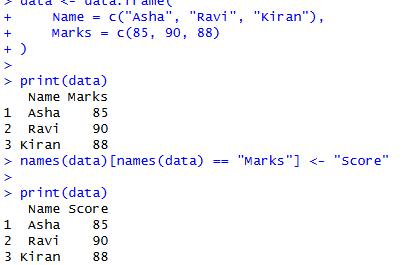 > data <- data.frame(
+     Name = c("Asha", "Ravi", "Kiran"),
+     Marks = c(85, 90, 88)
+ )
>
> print(data)
   Name Marks
1  Asha    85
2  Ravi    90
3 Kiran    88
> names(data)[names(data) == "Marks"] <- "Score"
>
> print(data)
   Name Score
1  Asha    85
2  Ravi    90
3 Kiran    88